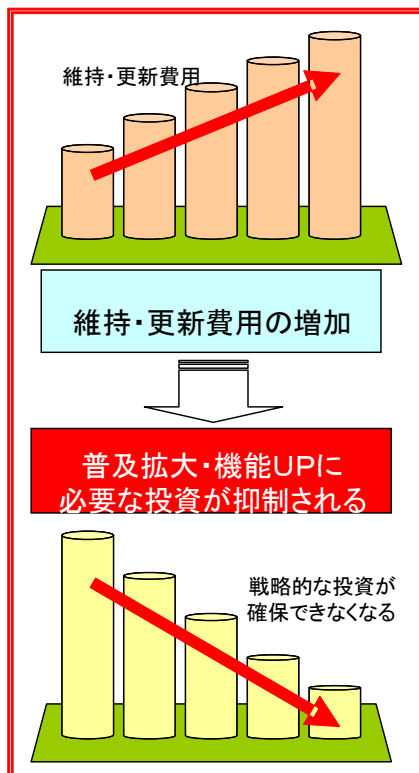 維持・更新費用
維持・更新費用の増加
普及拡大・機能UPに
必要な投資が抑制される
戦略的な投資が
確保できなくなる